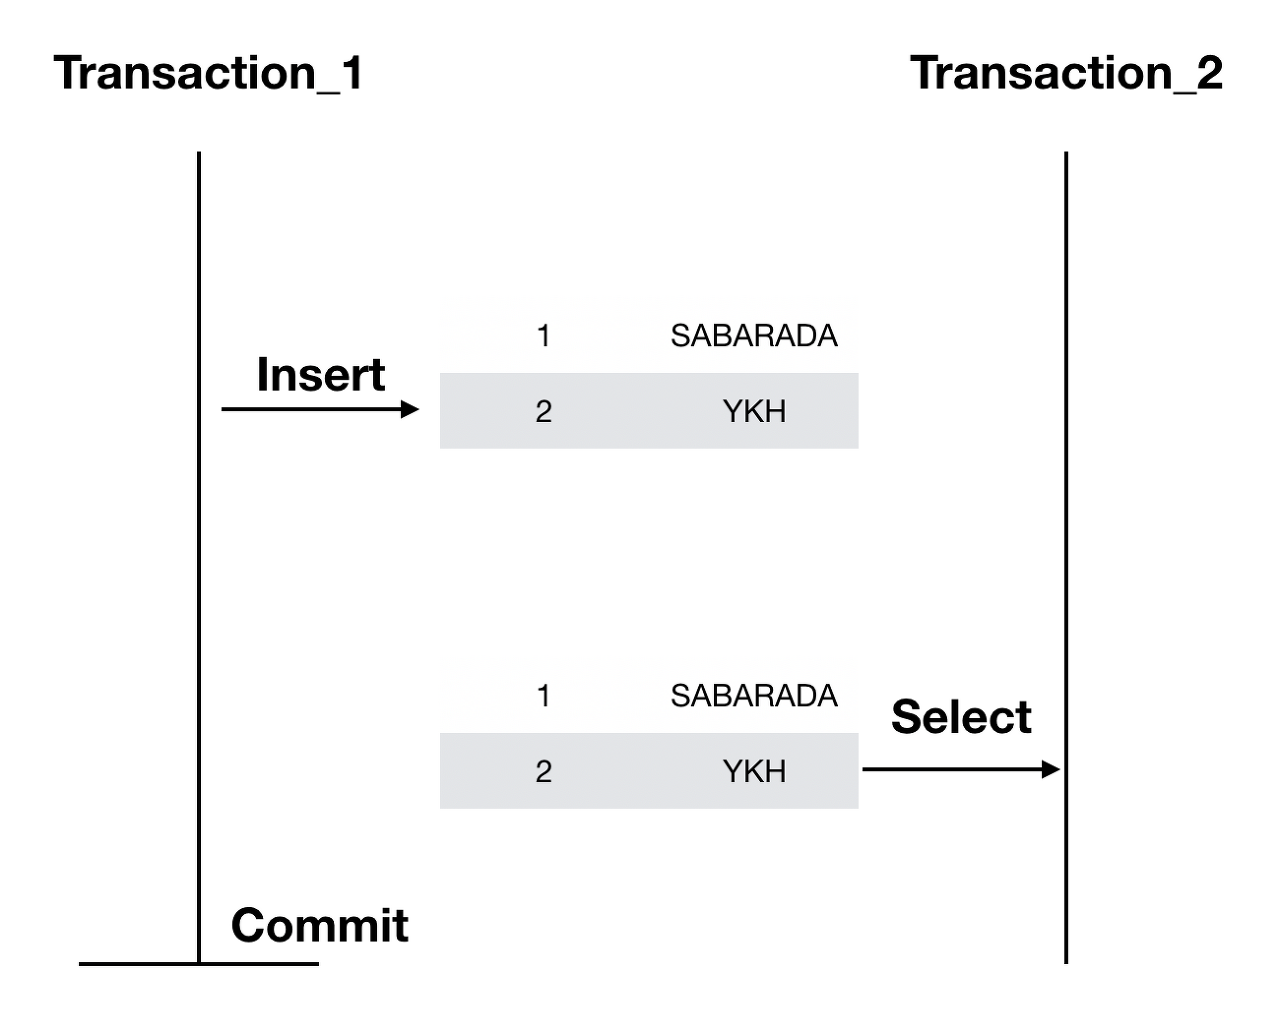 Transaction_1 Transaction_2
1 SABARADA
Insert
2 YKH
1 SABARADA
Select
2 YKH
Commit